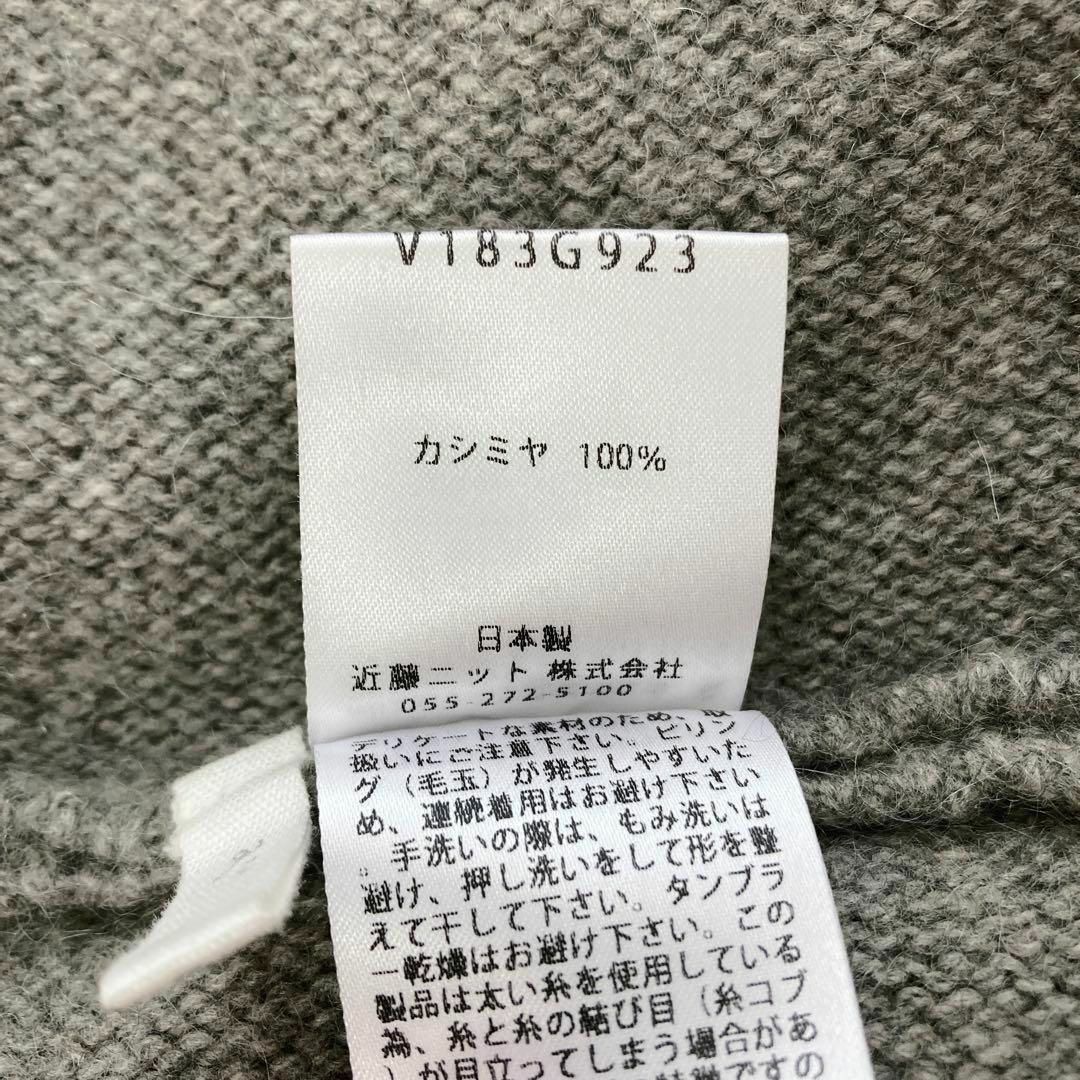 V183G923
カシミヤ 100%
日本製
近藤ニット 株式会社
055-272-5100
デリケートな素材のため、取
扱いにご注意下さい。ピリン
グ（毛玉）が発生しやすいた
め、連続着用はお避け下さい
。手洗いの際は、もみ洗いは
避け、押し洗いをして形を整
えて干して下さい。タンブラ
ー乾燥はお避け下さい。この
製品は太い糸を使用している
為、糸と糸の結び目（糸コブ
）が目立ってしまう場合があ